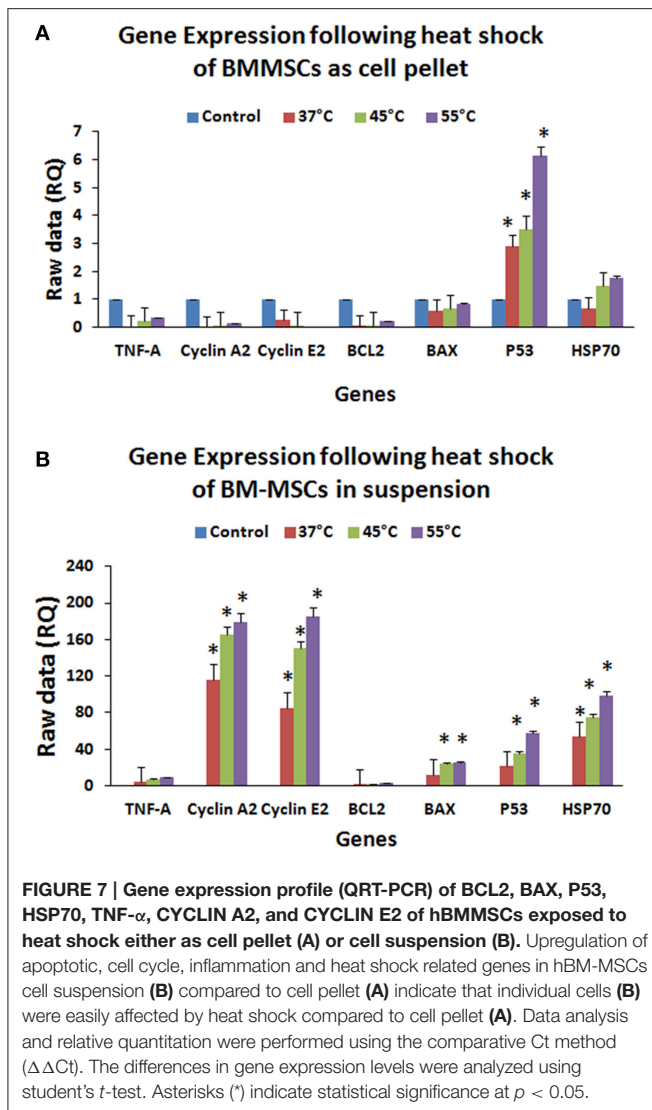 A
Gene Expression following heat shock
of BMMSCs as cell pellet
Control 37°C 45°C 55°C
Raw data (RQ)
7
6
5
4
3
2
1
0
* * *
TNF-A Cyclin A2 Cyclin E2 BCL2 BAX P53 HSP70
Genes
B
Gene Expression following heat shock
of BM-MSCs in suspension
Control 37°C 45°C 55°C
Raw data (RQ)
240
200
160
120
80
40
0
* * * * * * * * * * * * *
TNF-A Cyclin A2 Cyclin E2 BCL2 BAX P53 HSP70
Genes
FIGURE 7 | Gene expression profile (QRT-PCR) of BCL2, BAX, P53,
HSP70, TNF-α, CYCLIN A2, and CYCLIN E2 of hBMMSCs exposed to
heat shock either as cell pellet (A) or cell suspension (B). Upregulation of
apoptotic, cell cycle, inflammation and heat shock related genes in hBM-MSCs
cell suspension (B) compared to cell pellet (A) indicate that individual cells (B)
were easily affected by heat shock compared to cell pellet (A). Data analysis
and relative quantitation were performed using the comparative Ct method
(ΔΔCt). The differences in gene expression levels were analyzed using
student's t-test. Asterisks (*) indicate statistical significance at p < 0.05.